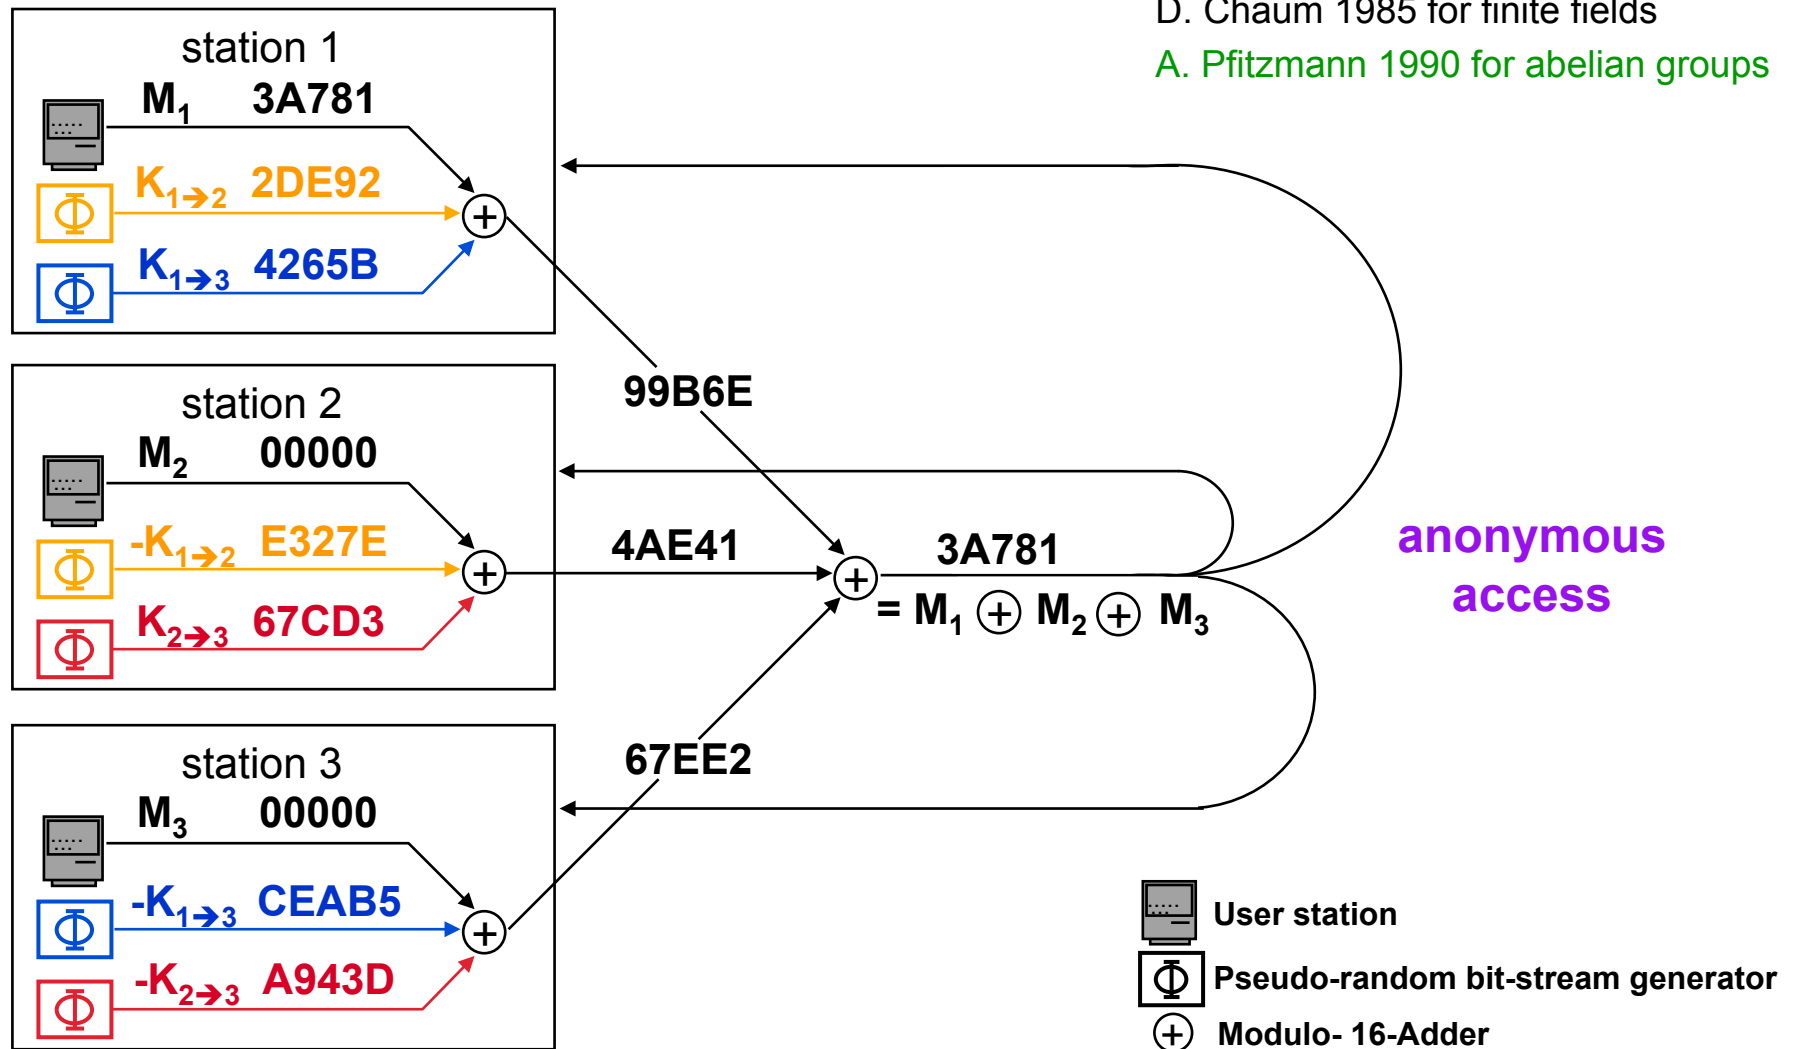 D. Chaum 1985 for finite fields
A. Pfitzmann 1990 for abelian groups
station 1
M1 3A781
K1➔2 2DE92
K1➔3 4265B
99B6E
station 2
M2 00000
-K1➔2 E327E
K2➔3 67CD3
4AE41
3A781
= M1 + M2 + M3
anonymous
access
67EE2
station 3
M3 00000
-K1➔3 CEAB5
-K2➔3 A943D
Φ
Φ
Φ
Φ
Φ
Φ
+
+
+
+
User station
Φ Pseudo-random bit-stream generator
+ Modulo- 16-Adder